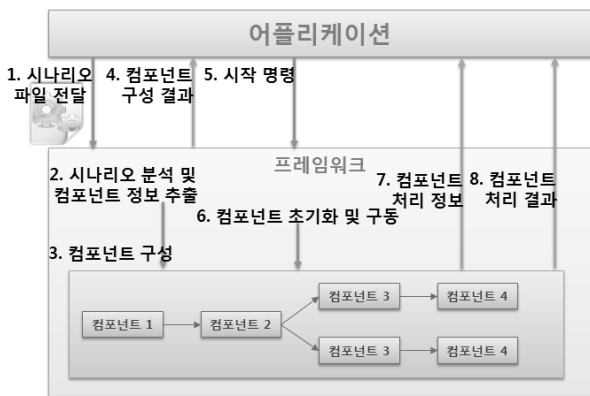 어플리케이션
1. 시나리오
파일 전달
4. 컴포넌트
구성 결과
5. 시작 명령
프레임워크
2. 시나리오 분석 및
컴포넌트 정보 추출
7. 컴포넌트
처리 정보
8. 컴포넌트
처리 결과
6. 컴포넌트 초기화 및 구동
3. 컴포넌트 구성
컴포넌트 1
컴포넌트 2
컴포넌트 3
컴포넌트 4
컴포넌트 3
컴포넌트 4